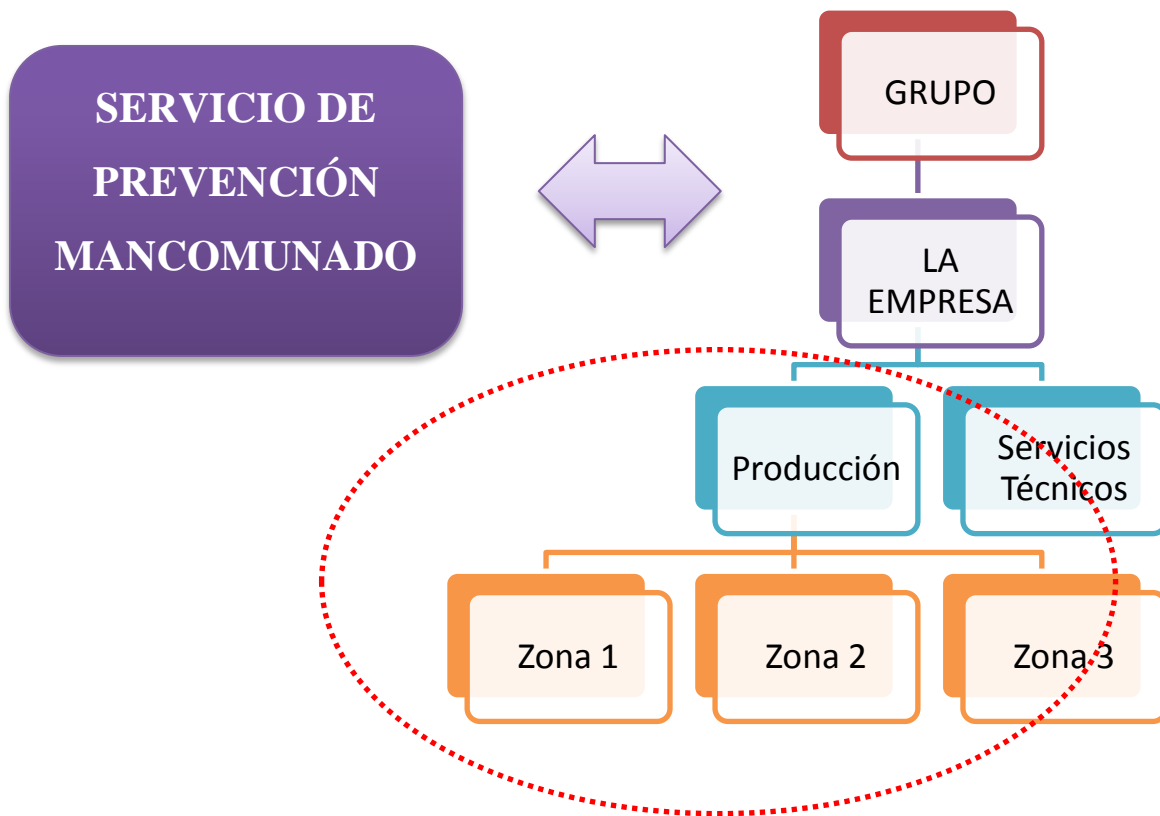 SERVICIO DE
PREVENCIÓN
MANCOMUNADO
GRUPO
LA
EMPRESA
Producción
Servicios
Técnicos
Zona 1
Zona 2
Zona 3